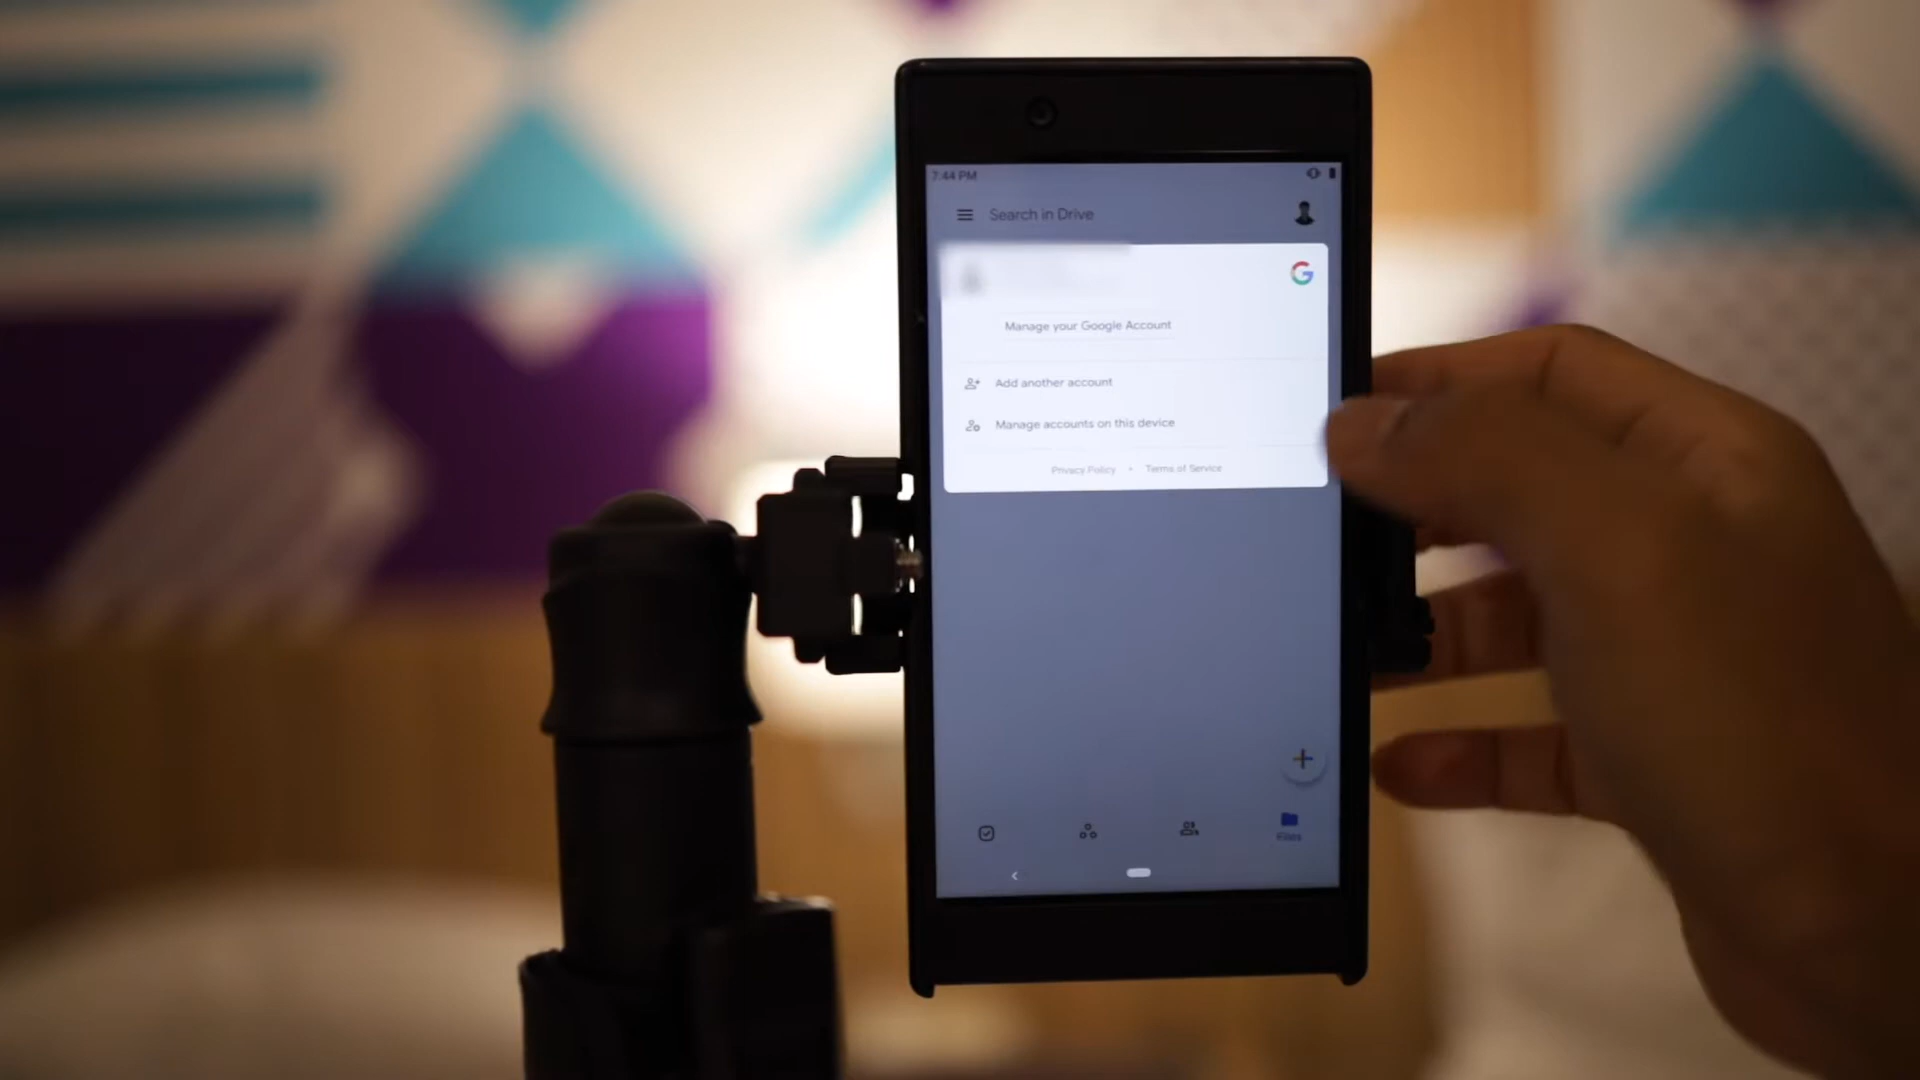 7:44 PM
Search in Drive
Manage your Google Account
Add another account
Manage accounts on this device
Privacy Policy • Terms of Service
Files